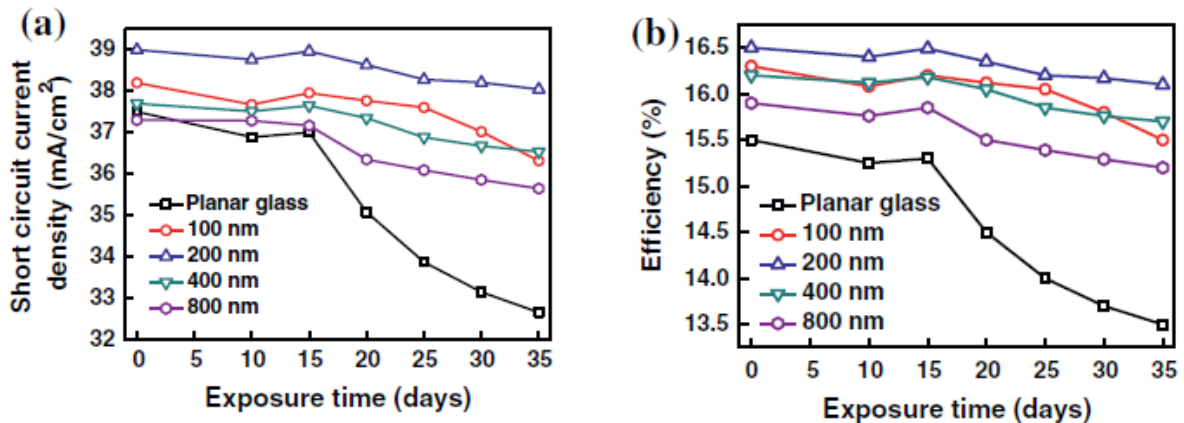 (a)
Short circuit current
density (mA/cm²)
39
38
37
36
35
34
33
32
Planar glass
100 nm
200 nm
400 nm
800 nm
0 5 10 15 20 25 30 35
Exposure time (days)
(b)
Efficiency (%)
16.5
16.0
15.5
15.0
14.5
14.0
13.5
Planar glass
100 nm
200 nm
400 nm
800 nm
0 5 10 15 20 25 30 35
Exposure time (days)